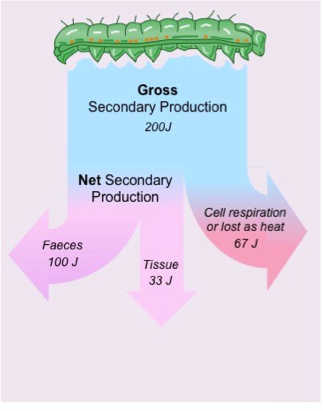 Gross
Secondary Production
200J
Net Secondary
Production
Cell respiration
or lost as heat
67 J
Faeces
100 J
Tissue
33 J